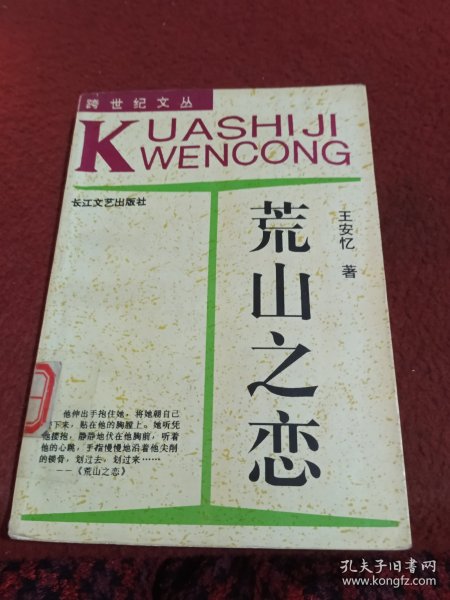 跨世纪文丛
KUASHIJI
WENCONG
长江文艺出版社
王安忆 著
荒山之恋
他伸出手抱住她，将她朝自己
下来，贴在他的胸膛上。她听凭
他搂抱，静静地伏在他胸前，听着
他的心跳，手指慢慢地沿着他尖削
的锁骨，划过去，划过来……
——《荒山之恋》
孔夫子旧书网
www.kongfz.com